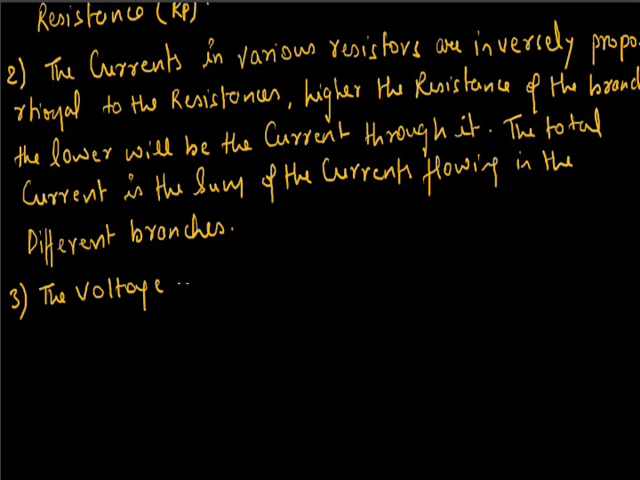 Resistance (RP)
2) The Currents in various resistors are inversely propo-
rtional to the Resistances, higher the Resistance of the branch
the lower will be the Current through it. The total
Current is the Sum of the Currents flowing in the
Different branches.
3) The voltage